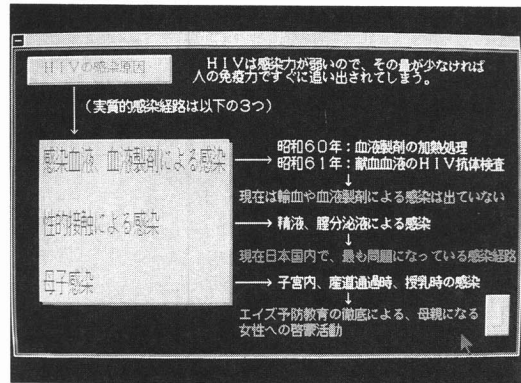 HIVの感染原因
HIVは感染力が弱いので、その量が少なければ
人の免疫力ですぐに追い出されてしまう。
(実質的感染経路は以下の3つ)
感染血液、血液製剤による感染
昭和60年:血液製剤の加熱処理
昭和61年:献血血液のHIV抗体検査
現在は輸血や血液製剤による感染は出ていない
性的接触による感染
精液、膣分泌液による感染
現在日本国内で、最も問題になっている感染経路
母子感染
子宮内、産道通過時、授乳時の感染
エイズ予防教育の徹底による、母親になる
女性への啓蒙活動